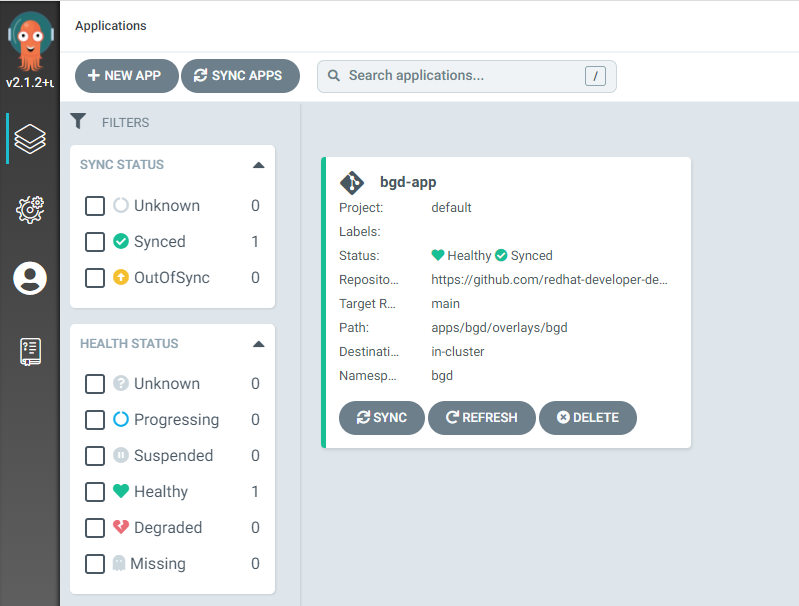 Applications
v2.1.2+u
NEW APP
SYNC APPS
Search applications...
/
FILTERS
SYNC STATUS
Unknown 0
Synced 1
OutOfSync 0
HEALTH STATUS
Unknown 0
Progressing 0
Suspended 0
Healthy 1
Degraded 0
Missing 0
bgd-app
Project: default
Labels:
Status: Healthy Synced
Reposito... https://github.com/redhat-developer-de...
Target R... main
Path: apps/bgd/overlays/bgd
Destinati... in-cluster
Namesp... bgd
SYNC
REFRESH
DELETE